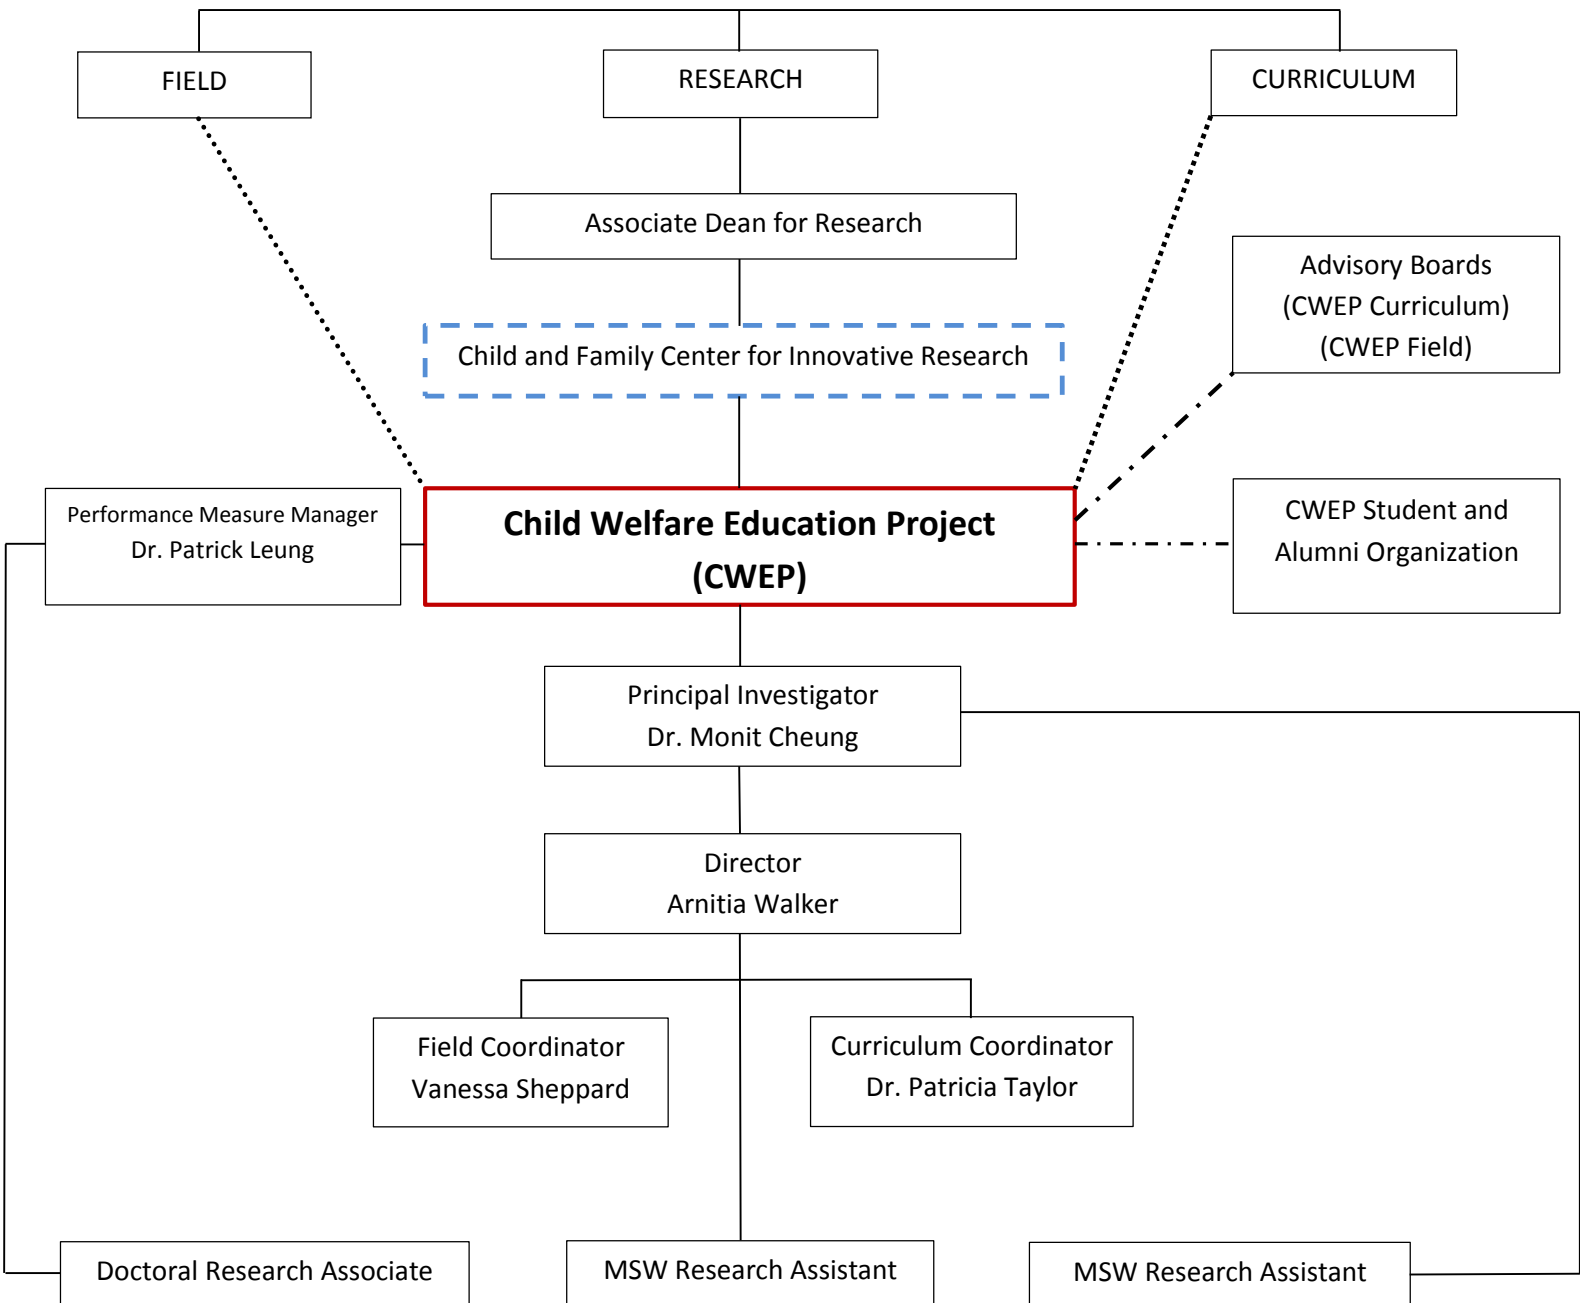 FIELD
RESEARCH
CURRICULUM
Associate Dean for Research
Advisory Boards
(CWEP Curriculum)
(CWEP Field)
Child and Family Center for Innovative Research
Performance Measure Manager
Dr. Patrick Leung
Child Welfare Education Project
(CWEP)
CWEP Student and
Alumni Organization
Principal Investigator
Dr. Monit Cheung
Director
Arnitia Walker
Field Coordinator
Vanessa Sheppard
Curriculum Coordinator
Dr. Patricia Taylor
Doctoral Research Associate
MSW Research Assistant
MSW Research Assistant